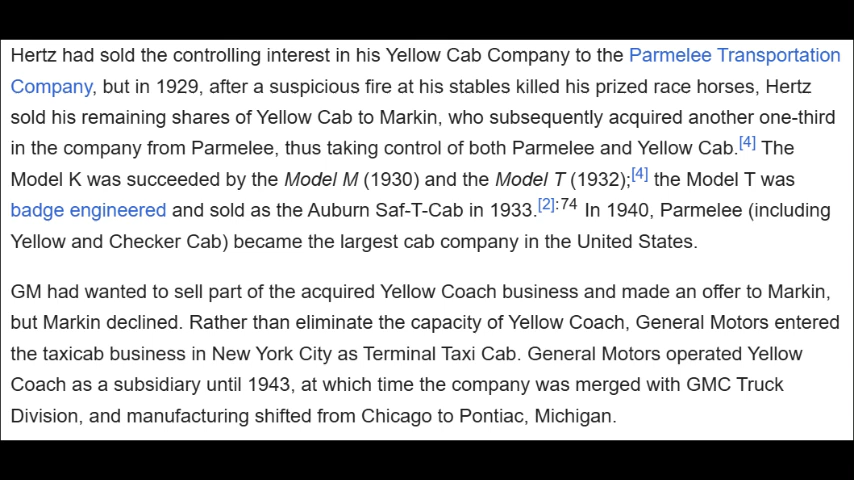 Hertz had sold the controlling interest in his Yellow Cab Company to the Parmelee Transportation
Company, but in 1929, after a suspicious fire at his stables killed his prized race horses, Hertz
sold his remaining shares of Yellow Cab to Markin, who subsequently acquired another one-third
in the company from Parmelee, thus taking control of both Parmelee and Yellow Cab.[4] The
Model K was succeeded by the Model M (1930) and the Model T (1932);[4] the Model T was
badge engineered and sold as the Auburn Saf-T-Cab in 1933.[2]:74 In 1940, Parmelee (including
Yellow and Checker Cab) became the largest cab company in the United States.
GM had wanted to sell part of the acquired Yellow Coach business and made an offer to Markin,
but Markin declined. Rather than eliminate the capacity of Yellow Coach, General Motors entered
the taxicab business in New York City as Terminal Taxi Cab. General Motors operated Yellow
Coach as a subsidiary until 1943, at which time the company was merged with GMC Truck
Division, and manufacturing shifted from Chicago to Pontiac, Michigan.